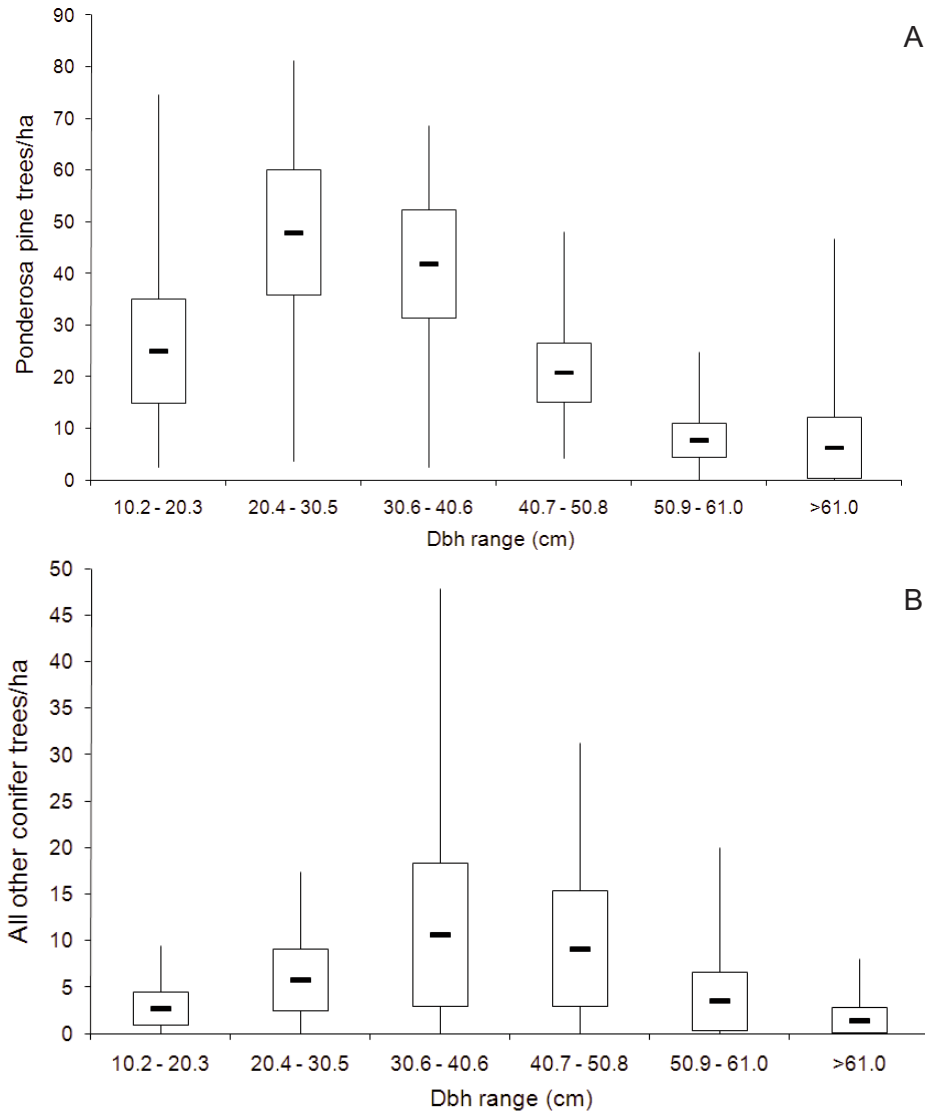 A
Ponderosa pine trees/ha
90
80
70
60
50
40
30
20
10
0
10.2 - 20.3 20.4 - 30.5 30.6 - 40.6 40.7 - 50.8 50.9 - 61.0 >61.0
Dbh range (cm)
B
All other conifer trees/ha
50
45
40
35
30
25
20
15
10
5
0
10.2 - 20.3 20.4 - 30.5 30.6 - 40.6 40.7 - 50.8 50.9 - 61.0 >61.0
Dbh range (cm)